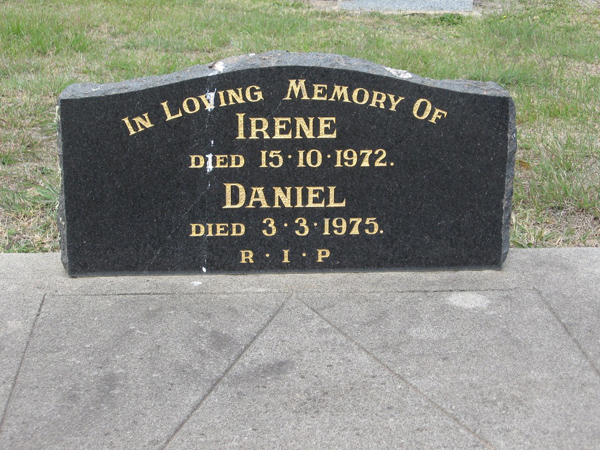 In Loving Memory Of
Irene
Died 15·10·1972.
Daniel
Died 3·3·1975.
R·I·P